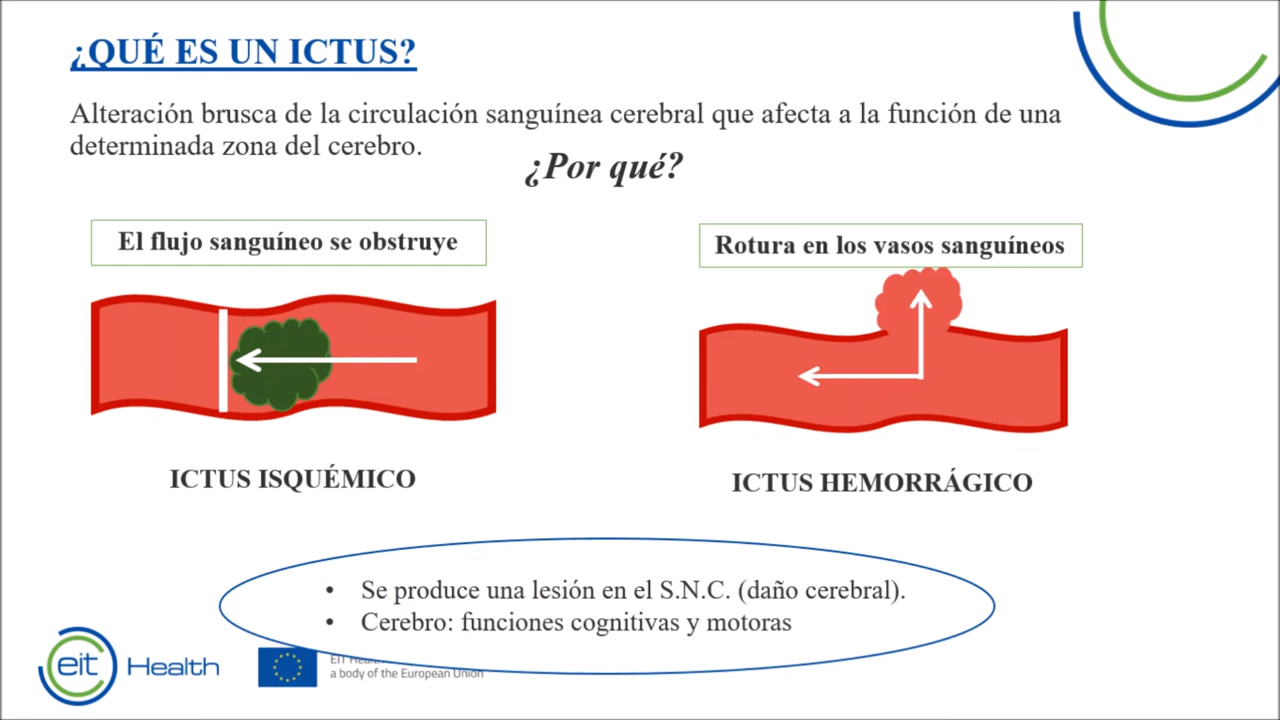 ¿QUÉ ES UN ICTUS?
Alteración brusca de la circulación sanguínea cerebral que afecta a la función de una
determinada zona del cerebro.
¿Por qué?
El flujo sanguíneo se obstruye
Rotura en los vasos sanguíneos
ICTUS ISQUÉMICO
ICTUS HEMORRÁGICO
• Se produce una lesión en el S.N.C. (daño cerebral).
• Cerebro: funciones cognitivas y motoras
eit Health
EIT
a body of the European Union